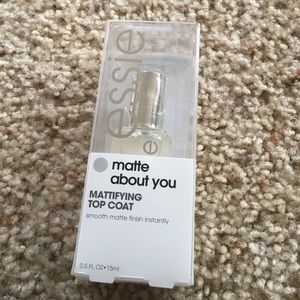 essie
e
matte
about you
MATTIFYING
TOP COAT
smooth matte finish instantly
0.5 FL OZ•15ml